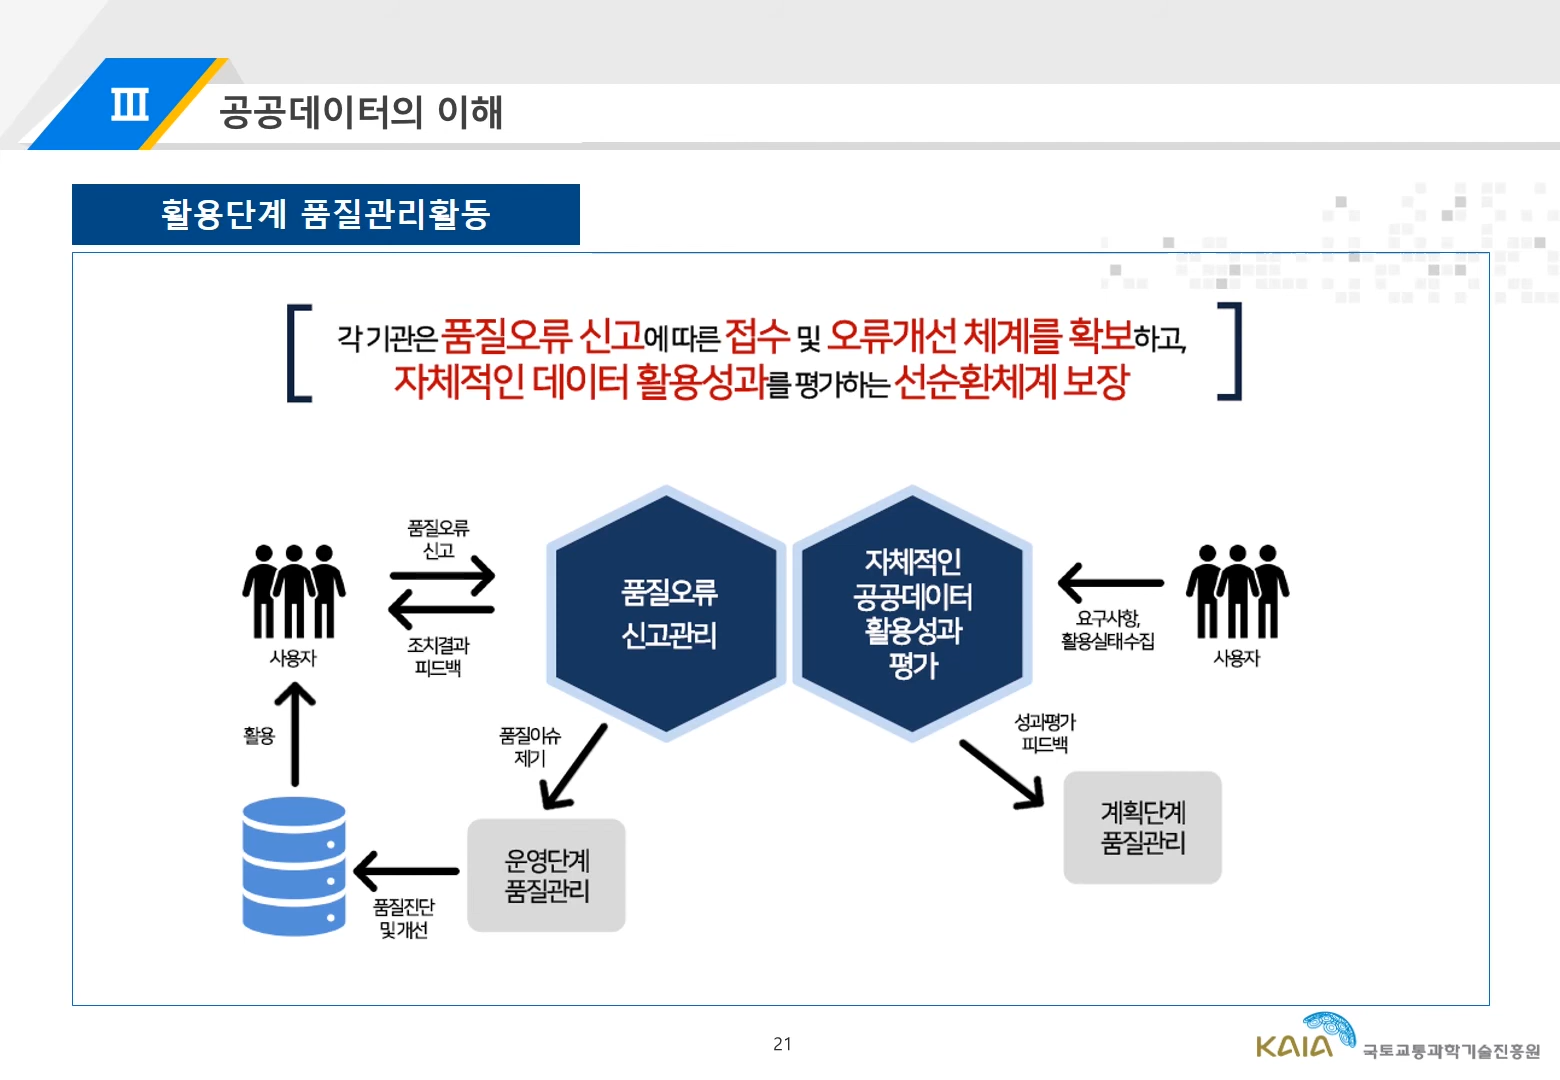 Ⅲ
공공데이터의 이해
활용단계 품질관리활동
각 기관은 품질오류 신고에 따른 접수 및 오류개선 체계를 확보하고,
자체적인 데이터 활용성과를 평가하는 선순환체계 보장
품질오류
신고
조치결과
피드백
사용자
품질오류
신고관리
자체적인
공공데이터
활용성과
평가
요구사항,
활용실태 수집
사용자
활용
품질이슈
제기
성과평가
피드백
운영단계
품질관리
계획단계
품질관리
품질진단
및 개선
21
KAIA 국토교통과학기술진흥원